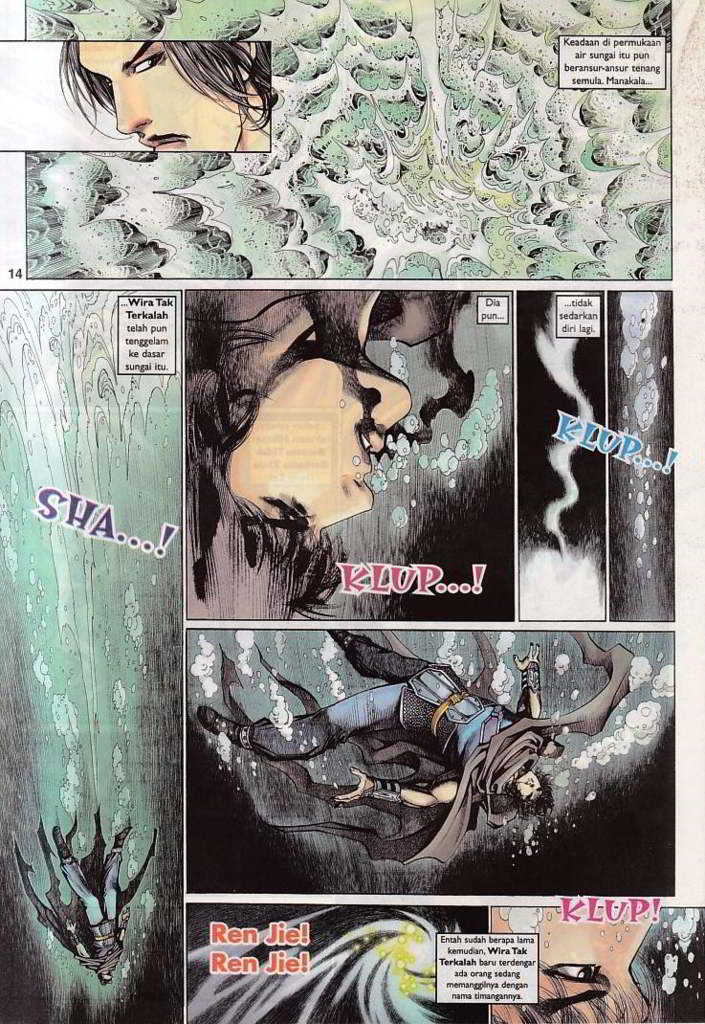 Keadaan di permukaan
air sungai itu pun
beransur-ansur tenang
semula. Manakala...
14
...Wira Tak
Terkalah
telah pun
tenggelam
ke dasar
sungai itu.
SHA...!
Dia
pun...
KLUP...!
...tidak
sedarkan
diri lagi.
KLUP...!
Ren Jie!
Ren Jie!
Entah sudah berapa lama
kemudian, Wira Tak
Terkalah baru terdengar
ada orang sedang
memanggilnya dengan
nama timangannya.
KLUP!